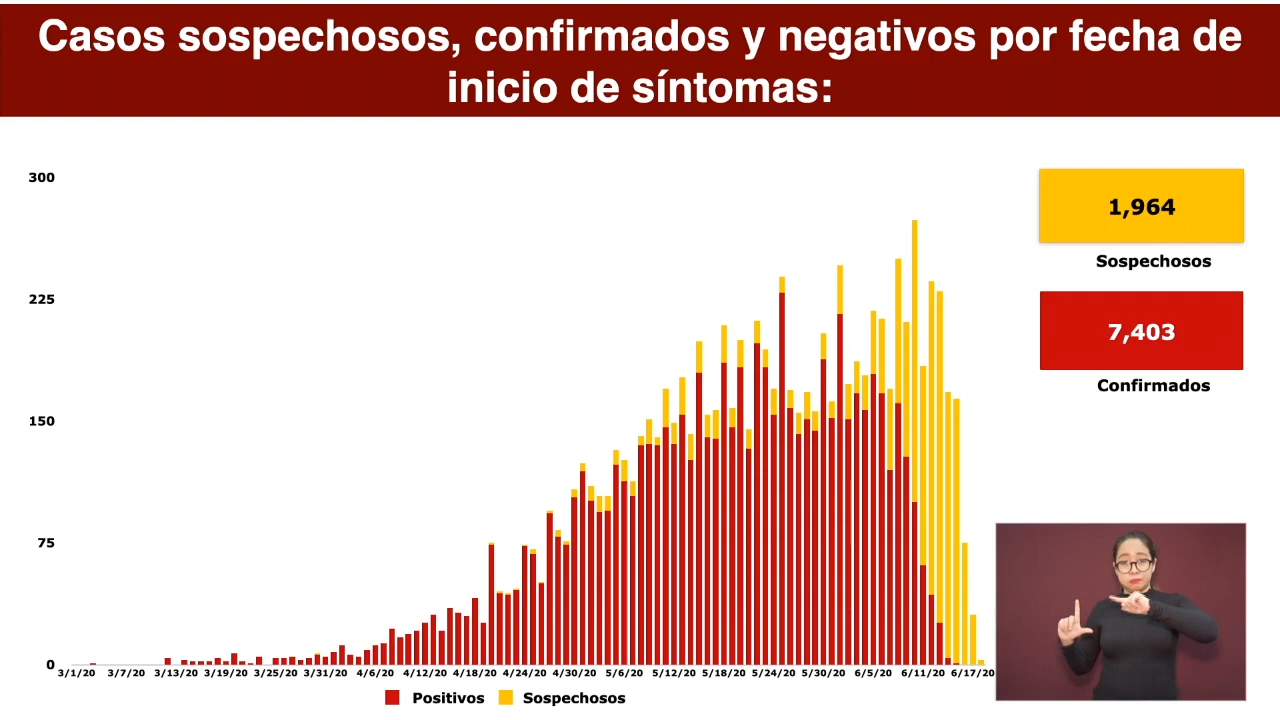 Casos sospechosos, confirmados y negativos por fecha de
inicio de síntomas:
300
225
150
75
0
3/1/20 3/7/20 3/13/20 3/19/20 3/25/20 3/31/20 4/6/20 4/12/20 4/18/20 4/24/20 4/30/20 5/6/20 5/12/20 5/18/20 5/24/20 5/30/20 6/5/20 6/11/20 6/17/20
Positivos Sospechosos
1,964
Sospechosos
7,403
Confirmados